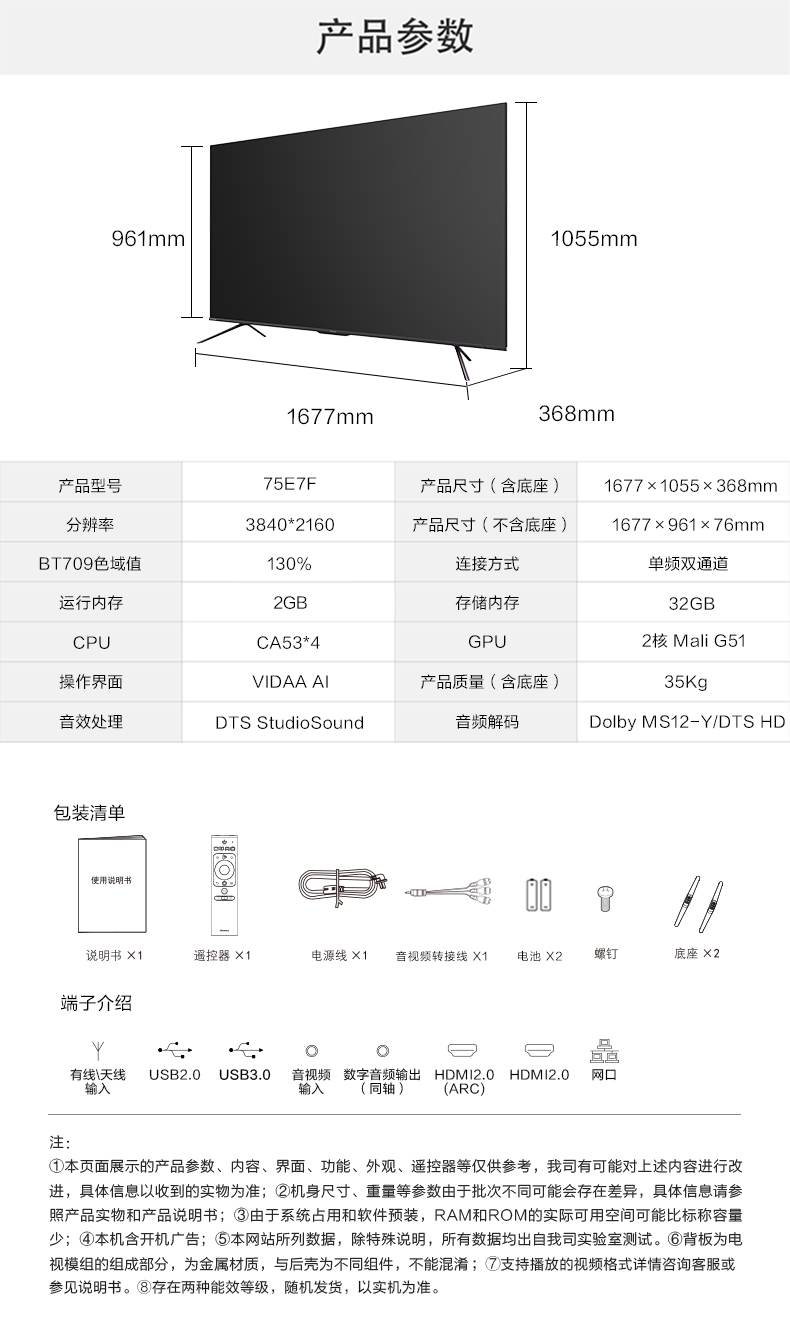 产品参数
961mm
1055mm
1677mm
368mm
产品型号 75E7F 产品尺寸（含底座） 1677×1055×368mm
分辨率 3840*2160 产品尺寸（不含底座） 1677×961×76mm
BT709色域值 130% 连接方式 单频双通道
运行内存 2GB 存储内存 32GB
CPU CA53*4 GPU 2核 Mali G51
操作界面 VIDAA AI 产品质量（含底座） 35Kg
音效处理 DTS StudioSound 音频解码 Dolby MS12-Y/DTS HD
包装清单
使用说明书
说明书 X1 遥控器 X1 电源线 X1 音视频转接线 X1 电池 X2 螺钉 底座 X2
端子介绍
有线\天线 USB2.0 USB3.0 音视频 数字音频输出 HDMI2.0 HDMI2.0 网口
输入 输入 （同轴） (ARC)
注：
①本页面展示的产品参数、内容、界面、功能、外观、遥控器等仅供参考，我司有可能对上述内容进行改
进，具体信息以收到的实物为准；②机身尺寸、重量等参数由于批次不同可能会存在差异，具体信息请参
照产品实物和产品说明书；③由于系统占用和软件预装，RAM和ROM的实际可用空间可能比标称容量
少；④本机含开机广告；⑤本网站所列数据，除特殊说明，所有数据均出自我司实验室测试。⑥背板为电
视模组的组成部分，为金属材质，与后壳为不同组件，不能混淆；⑦支持播放的视频格式详情咨询客服或
参见说明书。⑧存在两种能效等级，随机发货，以实机为准。